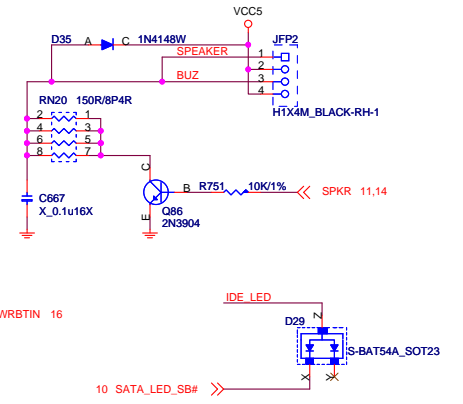 VCC5
D35 A C 1N4148W JFP2
SPEAKER 1
2
BUZ 3
4
RN20 150R/8P4R H1X4M_BLACK-RH-1
2 1
4 3
6 5
8 7
C
C667 B R751 10K/1% SPKR 11,14
X_0.1u16X E Q86
2N3904
IDE_LED
WRBTIN 16 D29 Z
S-BAT54A_SOT23
X Y
10 SATA_LED_SB#